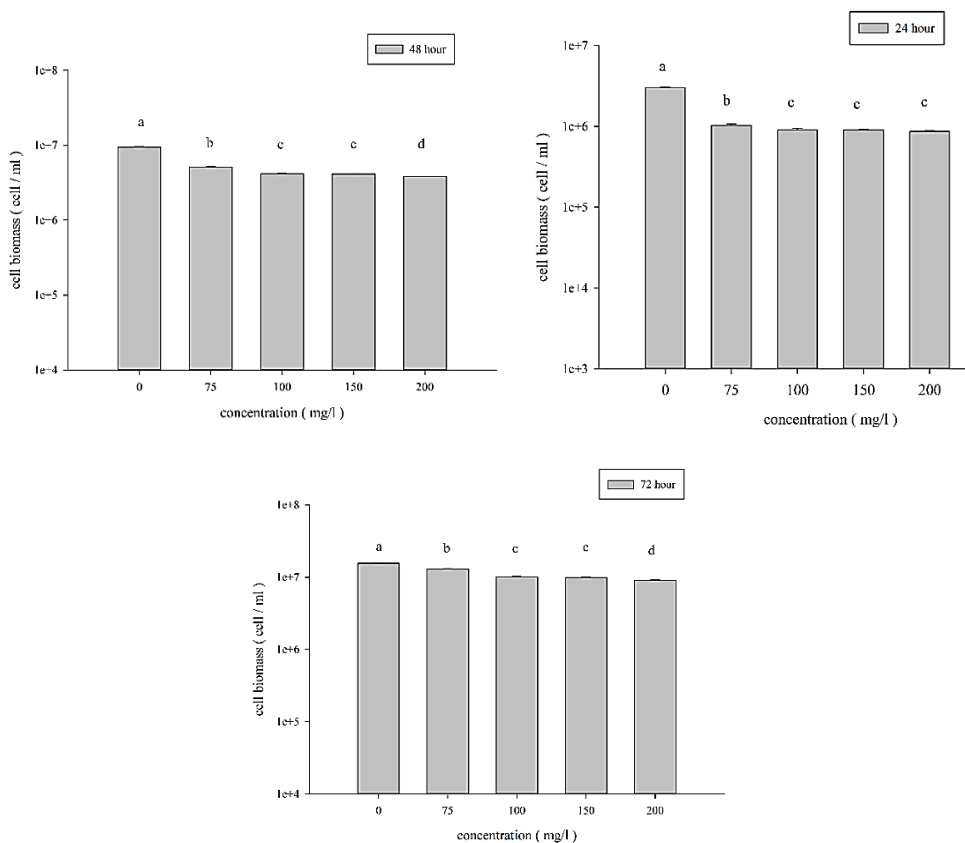 48 hour
1e-8
1e-7
1e-6
1e-5
1e+4
cell biomass ( cell / ml )
a
b
c
c
d
0 75 100 150 200
concentration ( mg/l )
24 hour
1e+7
1e+6
1e+5
1e+4
1e+3
cell biomass ( cell / ml )
a
b
c
c
c
0 75 100 150 200
concentration ( mg/l )
72 hour
1e+8
1e+7
1e+6
1e+5
1e+4
cell biomass ( cell / ml )
a b c c d
0 75 100 150 200
concentration ( mg/l )